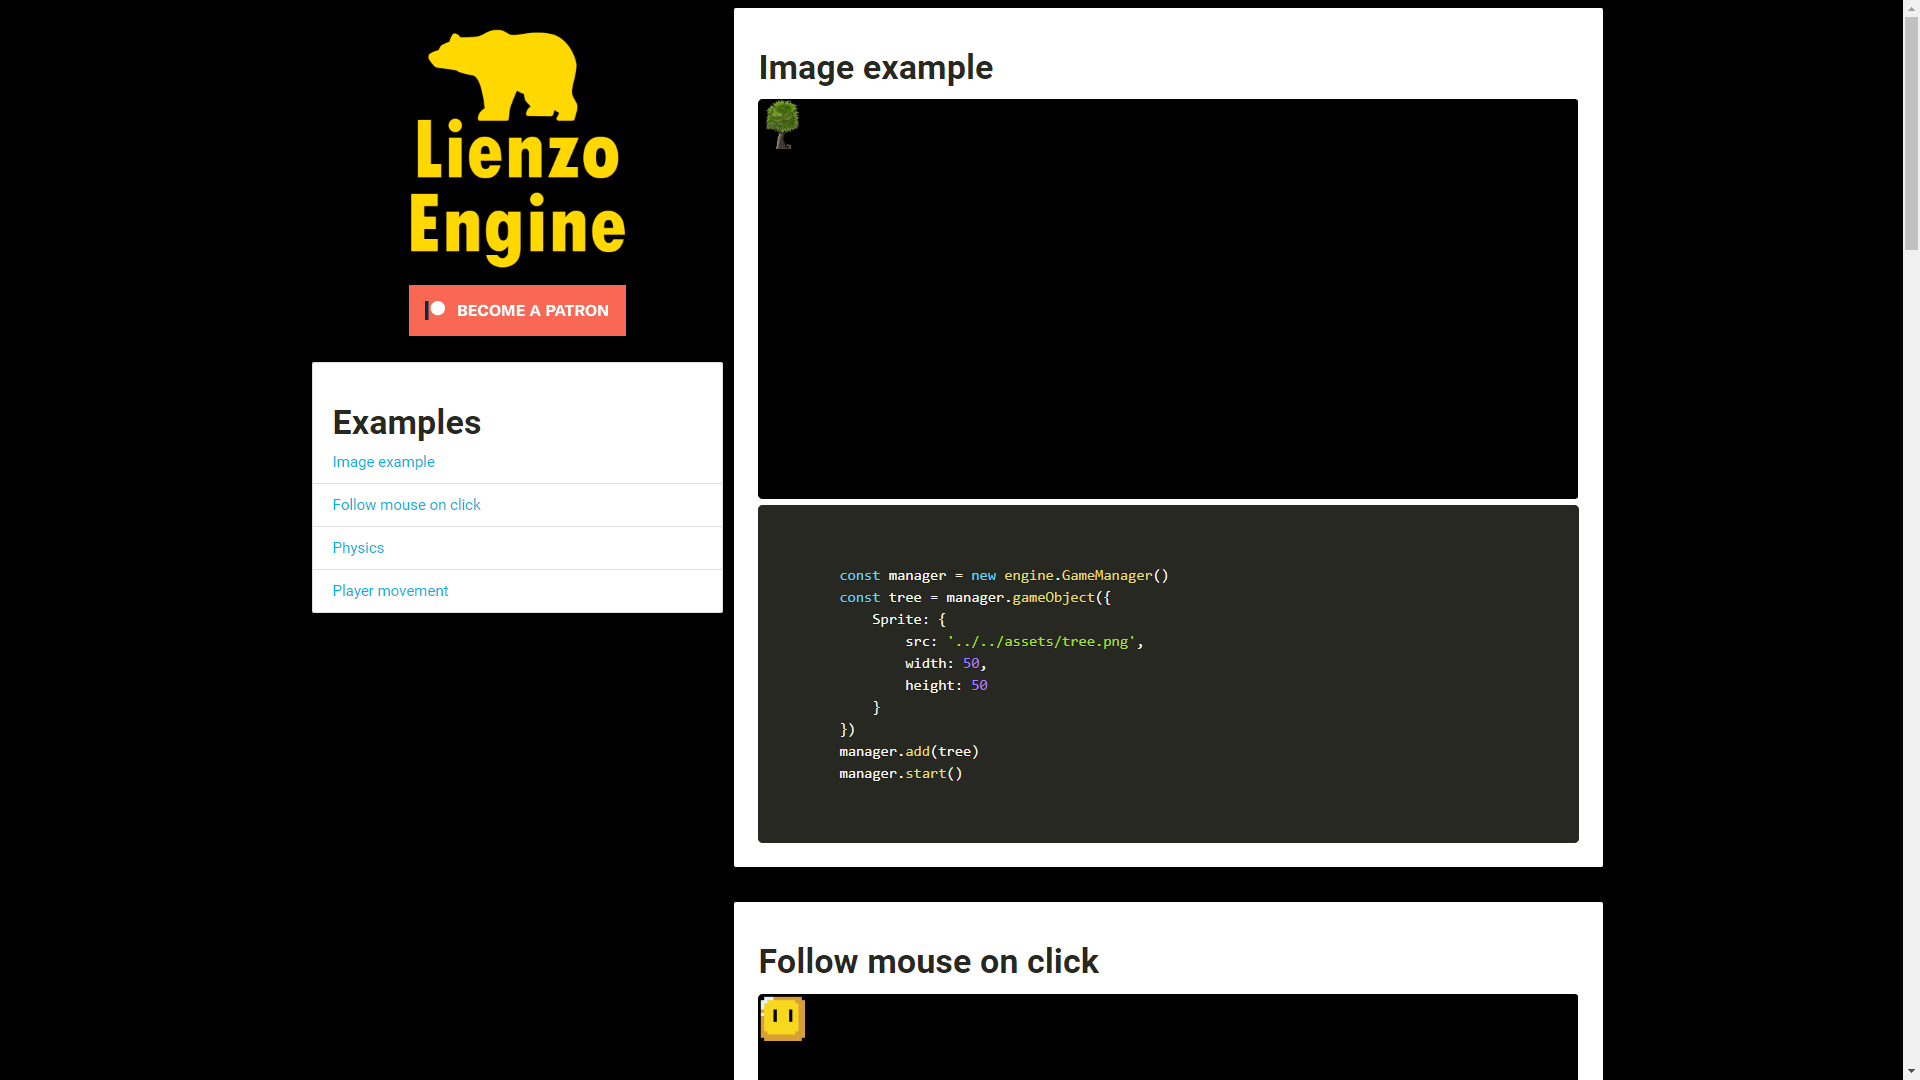 Lienzo
Engine
BECOME A PATRON
Examples
Image example
Follow mouse on click
Physics
Player movement
Image example
const manager = new engine.GameManager()
const tree = manager.gameObject({
    Sprite: {
        src: '../../assets/tree.png',
        width: 50,
        height: 50
    }
})
manager.add(tree)
manager.start()
Follow mouse on click